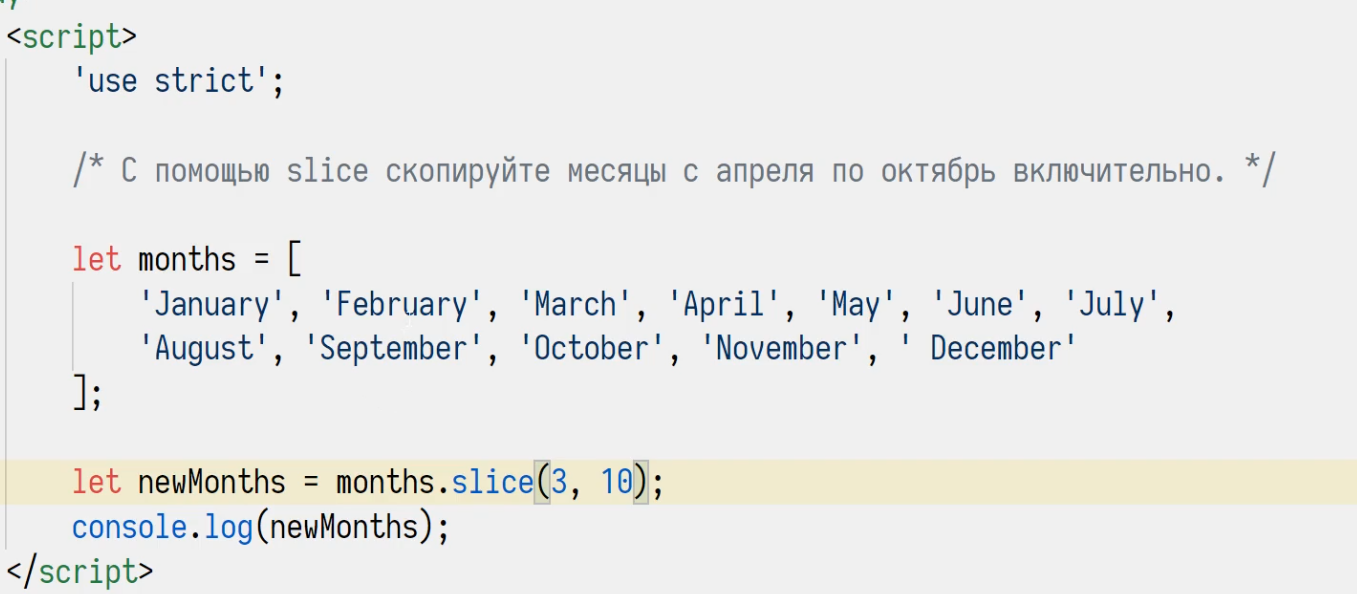 <script>
'use strict';
/* С помощью slice скопируйте месяцы с апреля по октябрь включительно. */
let months = [
'January', 'February', 'March', 'April', 'May', 'June', 'July',
'August', 'September', 'October', 'November', ' December'
];
let newMonths = months.slice(3, 10);
console.log(newMonths);
</script>